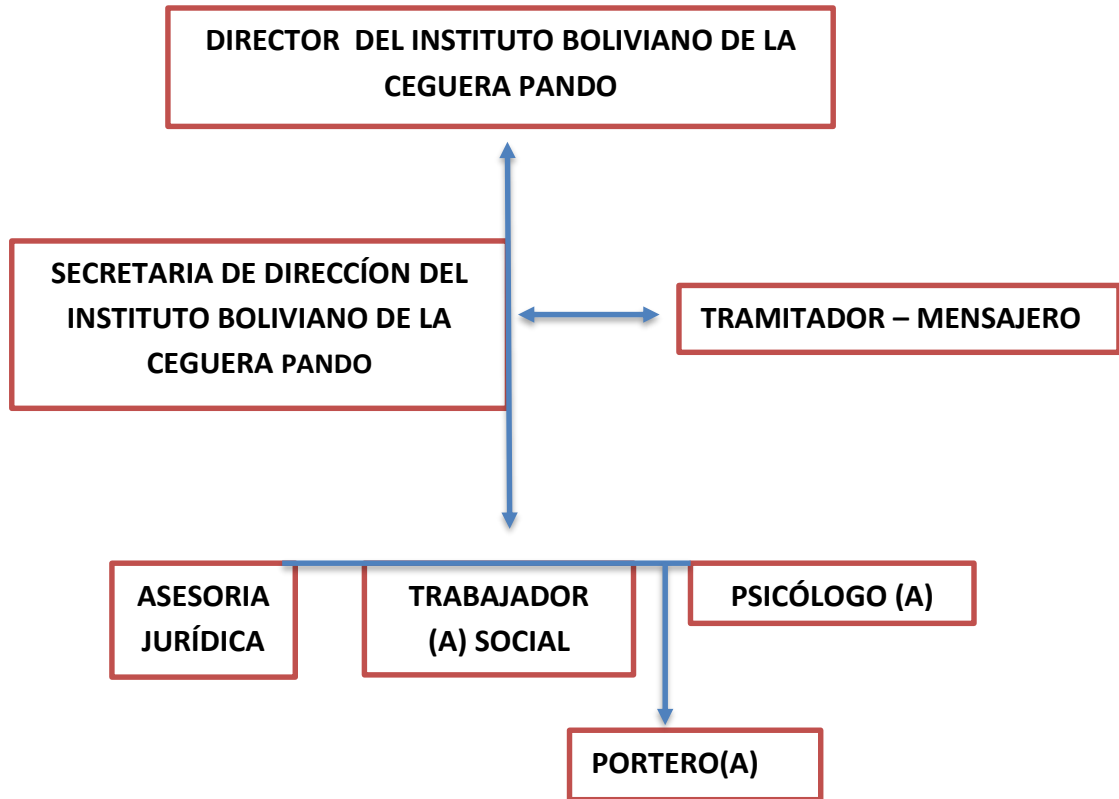 DIRECTOR DEL INSTITUTO BOLIVIANO DE LA
CEGUERA PANDO
SECRETARIA DE DIRECCÍON DEL
INSTITUTO BOLIVIANO DE LA
CEGUERA PANDO
TRAMITADOR – MENSAJERO
ASESORIA
JURÍDICA
TRABAJADOR
(A) SOCIAL
PSICÓLOGO (A)
PORTERO(A)